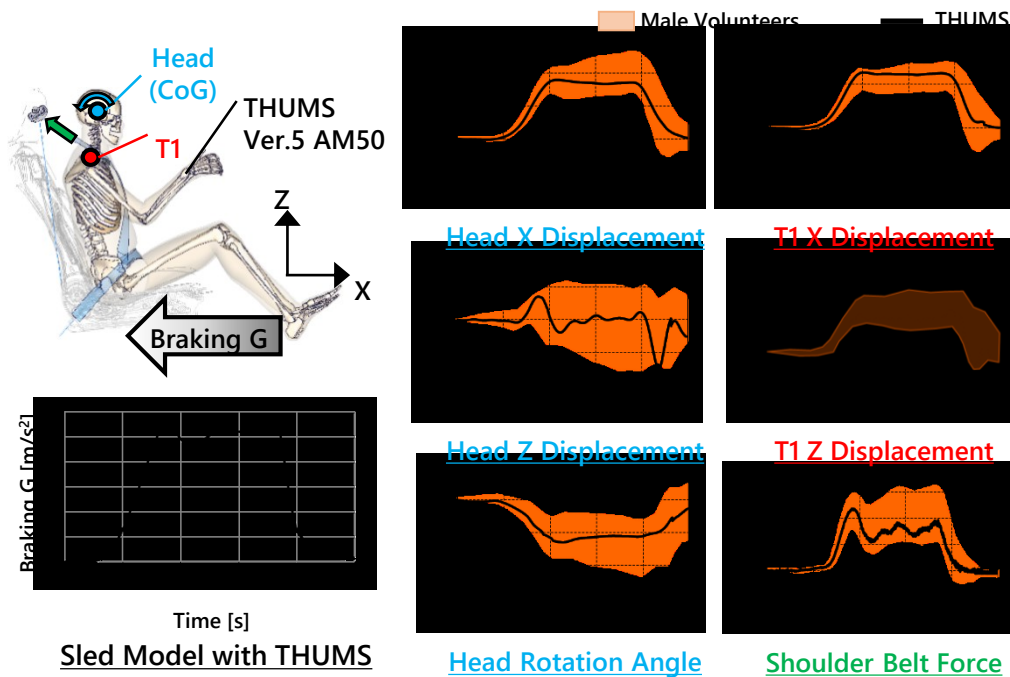 Male Volunteers
THUMS
Head
(CoG)
T1
THUMS
Ver.5 AM50
Z
X
Braking G
Head X Displacement
T1 X Displacement
Head Z Displacement
T1 Z Displacement
Braking G [m/s²]
Time [s]
Sled Model with THUMS
Head Rotation Angle
Shoulder Belt Force